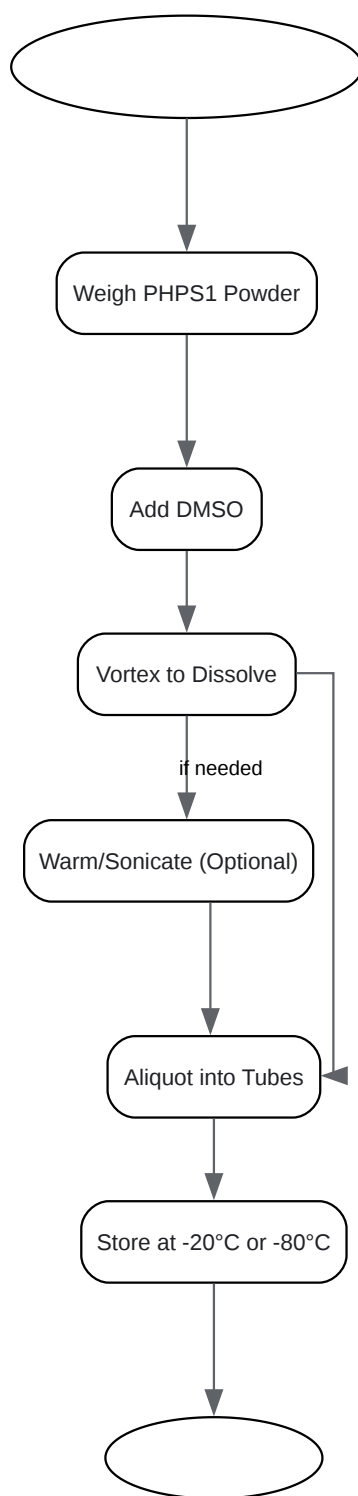 Weigh PHPS1 Powder
Add DMSO
Vortex to Dissolve
if needed
Warm/Sonicate (Optional)
Aliquot into Tubes
Store at -20°C or -80°C